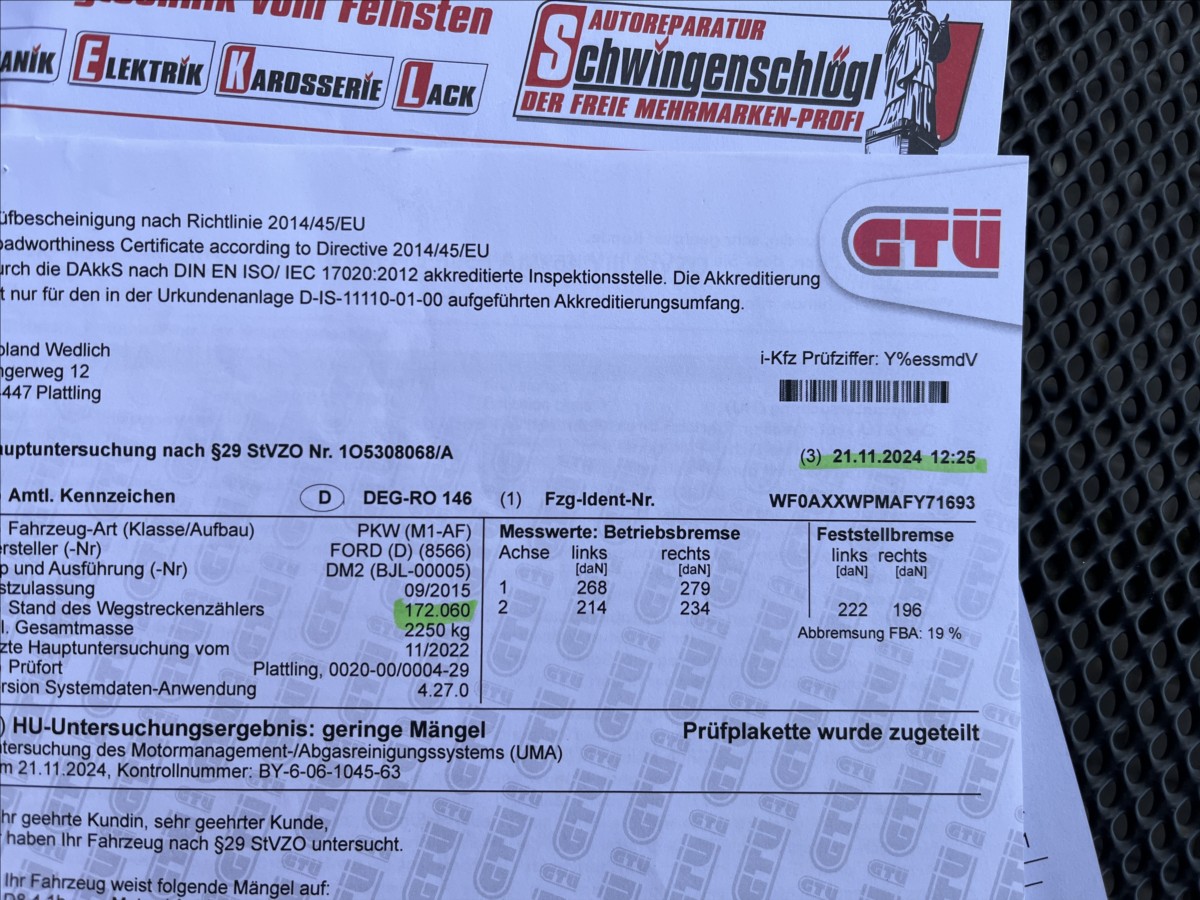 vom Feinsten
ANIK ELEKTRIK KAROSSERIE LACK
AUTOREPARATUR
Schwingenschlögl
DER FREIE MEHRMARKEN-PROFI
GTÜ
üfbescheinigung nach Richtlinie 2014/45/EU
oadworthiness Certificate according to Directive 2014/45/EU
urch die DAkkS nach DIN EN ISO/ IEC 17020:2012 akkreditierte Inspektionsstelle. Die Akkreditierung
t nur für den in der Urkundenanlage D-IS-11110-01-00 aufgeführten Akkreditierungsumfang.
oland Wedlich
ngerweg 12
447 Plattling
i-Kfz Prüfziffer: Y%essmdV
auptuntersuchung nach §29 StVZO Nr. 1O5308068/A
(3) 21.11.2024 12:25
Amtl. Kennzeichen D DEG-RO 146 (1) Fzg-Ident-Nr. WF0AXXWPMAFY71693
Fahrzeug-Art (Klasse/Aufbau) PKW (M1-AF)
ersteller (-Nr) FORD (D) (8566)
p und Ausführung (-Nr) DM2 (BJL-00005)
stzulassung 09/2015
Stand des Wegstreckenzählers 172.060
l. Gesamtmasse 2250 kg
zte Hauptuntersuchung vom 11/2022
Prüfort Plattling, 0020-00/0004-29
rsion Systemdaten-Anwendung 4.27.0
Messwerte: Betriebsbremse
Achse links rechts
[daN] [daN]
1 268 279
2 214 234
Feststellbremse
links rechts
[daN] [daN]
222 196
Abbremsung FBA: 19 %
) HU-Untersuchungsergebnis: geringe Mängel Prüfplakette wurde zugeteilt
ntersuchung des Motormanagement-/Abgasreinigungssystems (UMA)
m 21.11.2024, Kontrollnummer: BY-6-06-1045-63
hr geehrte Kundin, sehr geehrter Kunde,
haben Ihr Fahrzeug nach §29 StVZO untersucht.
Ihr Fahrzeug weist folgende Mängel auf: